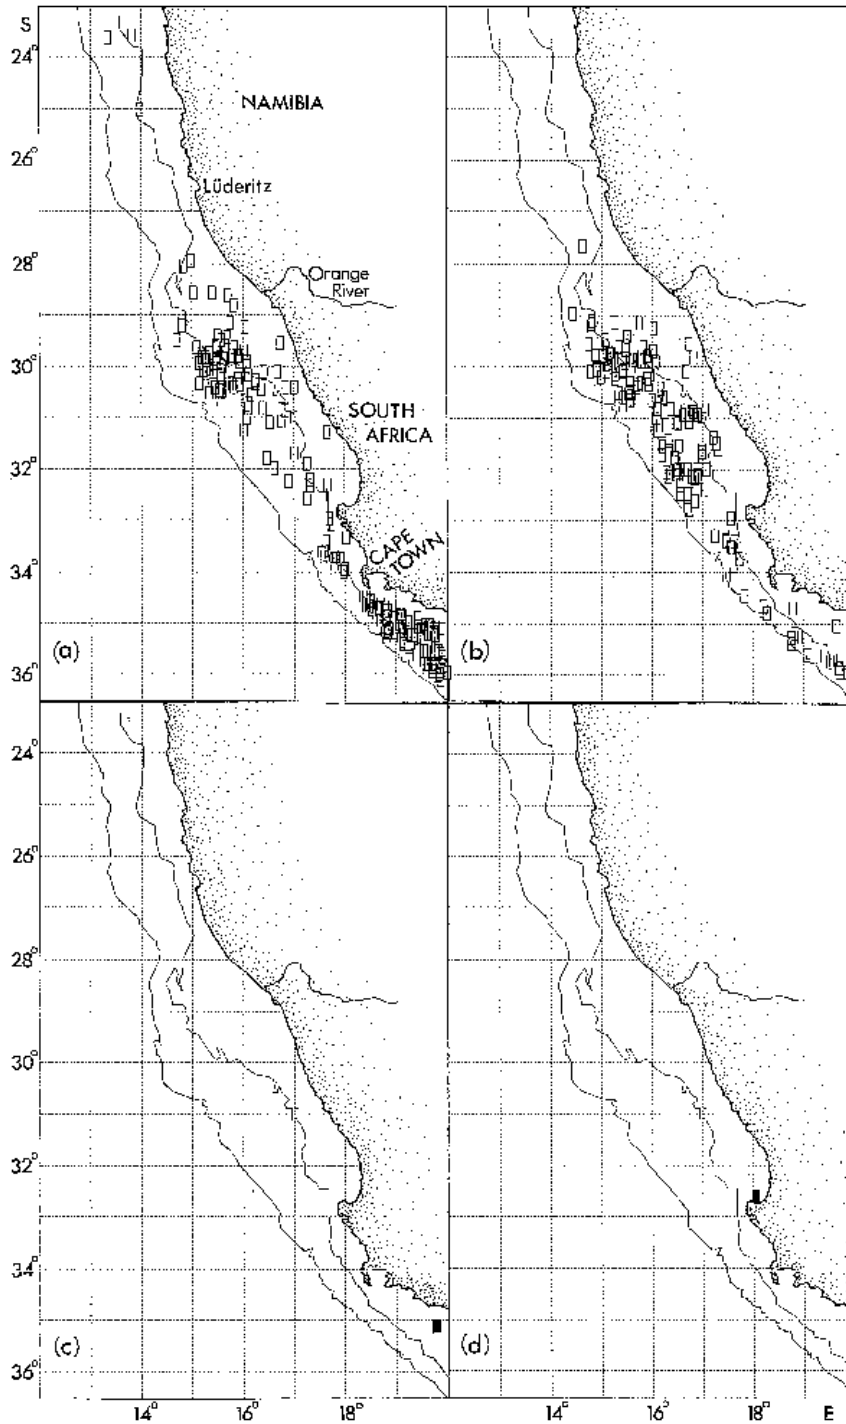 S
24°
NAMIBIA
26°
Lüderitz
28°
Orange
River
30°
SOUTH
AFRICA
32°
CAPE
TOWN
34°
(a)
36°
(b)
24°
26°
28°
30°
32°
34°
(c)
36°
(d)
14°
16°
18°
14°
16°
18°
E